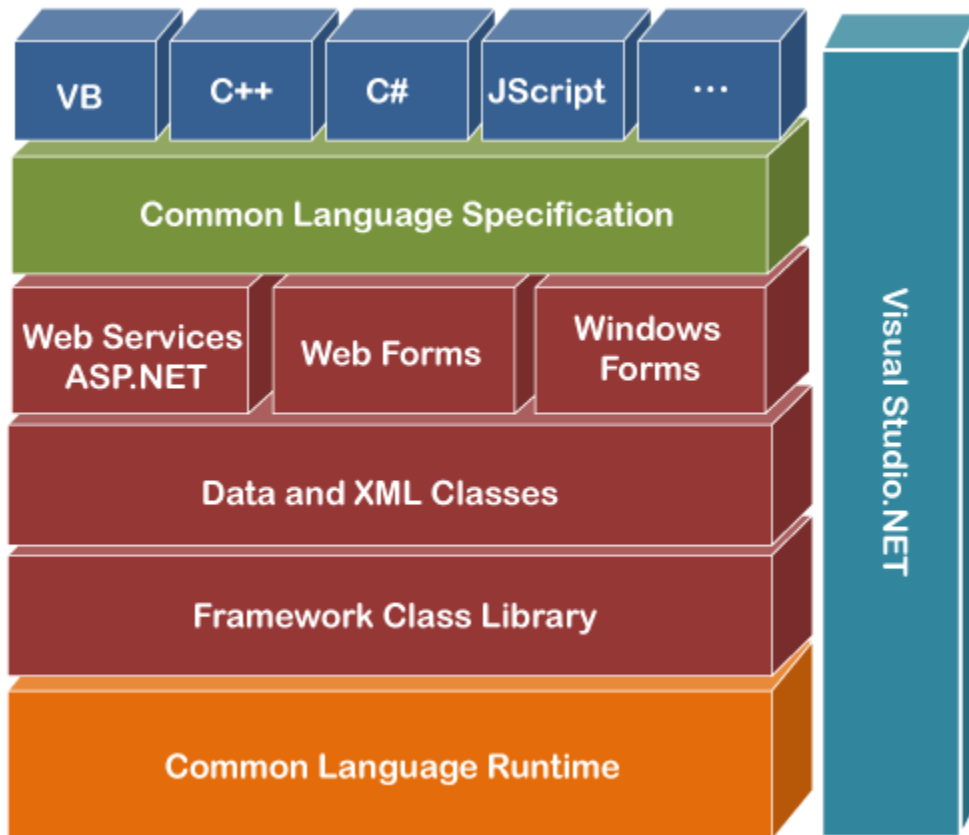 VB
C++
C#
JScript
...
Common Language Specification
Web Services
ASP.NET
Web Forms
Windows
Forms
Data and XML Classes
Framework Class Library
Common Language Runtime
Visual Studio.NET